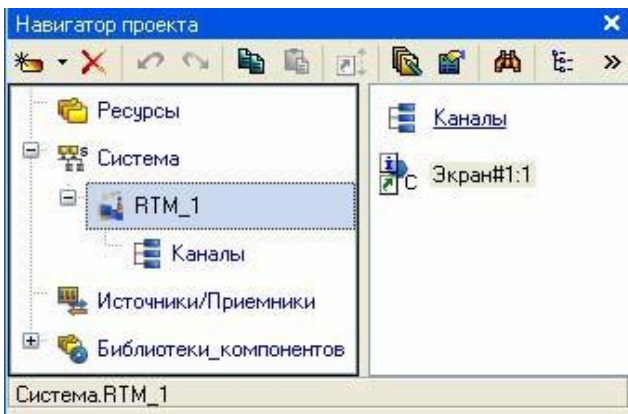 Навигатор проекта
Ресурсы
Система
RTM_1
Каналы
Источники/Приемники
Библиотеки_компонентов
Каналы
Экран#1:1
Система.RTM_1